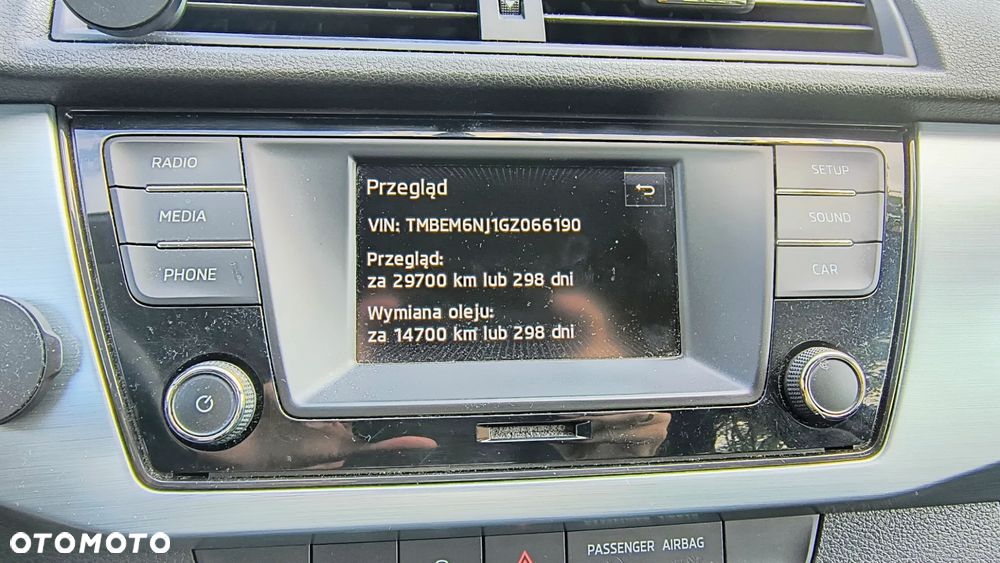 RADIO
MEDIA
PHONE
Przegląd
VIN: TMBEM6NJ1GZ066190
Przegląd:
za 29700 km lub 298 dni
Wymiana oleju:
za 14700 km lub 298 dni
SETUP
SOUND
CAR
PASSENGER AIRBAG
OTOMOTO